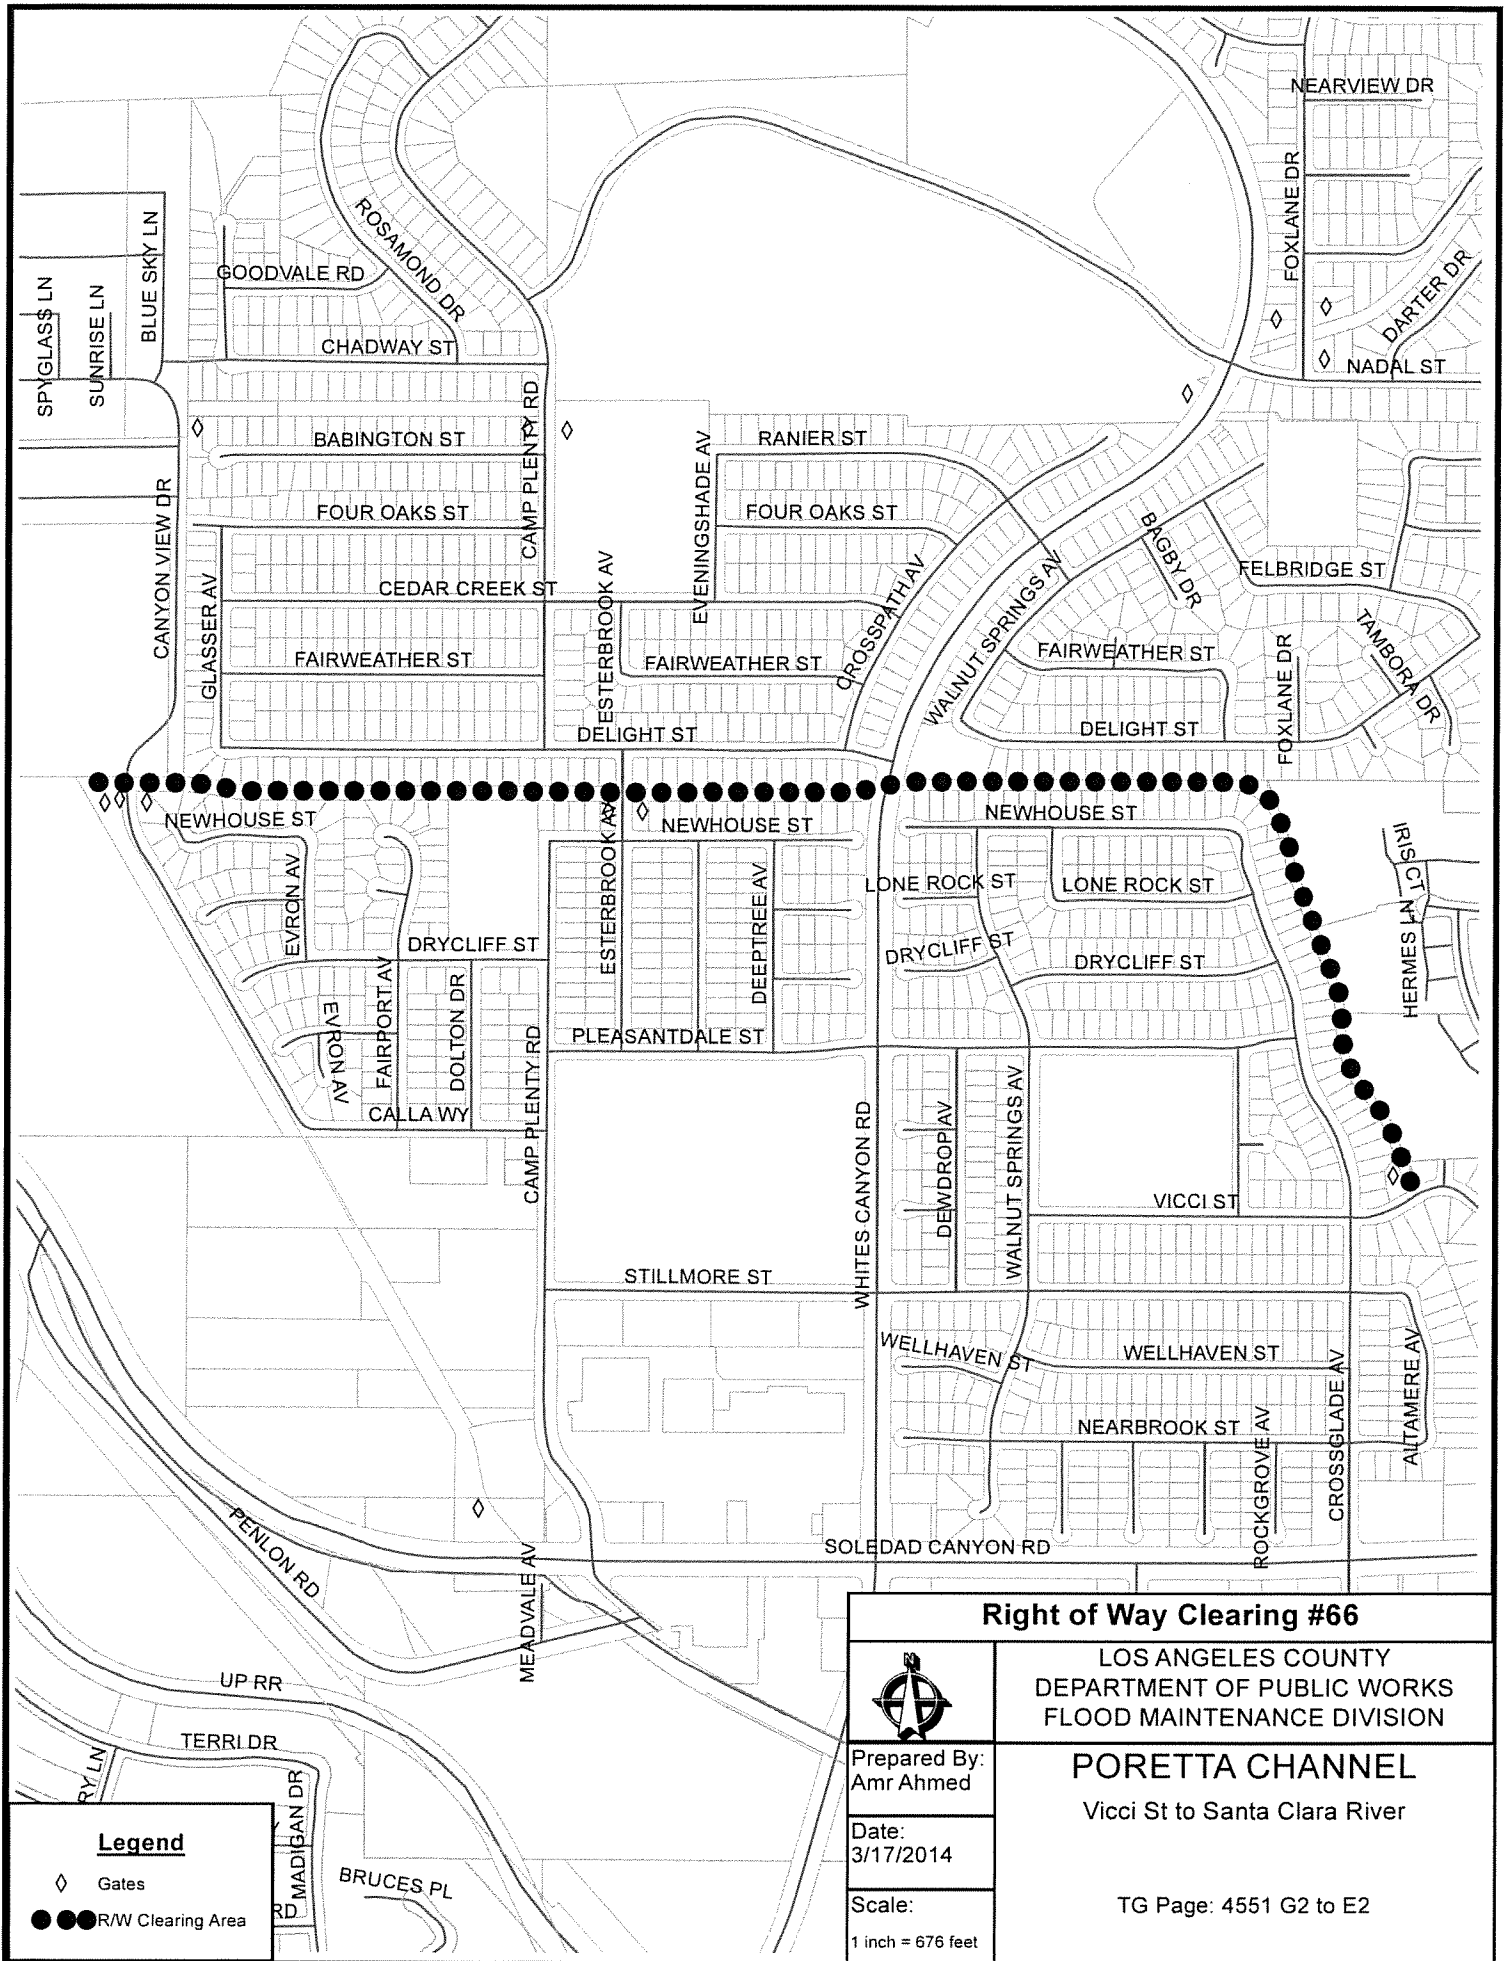 NEARVIEW DR
FOXLANE DR
ROSAMOND DR
BLUE SKY LN
GOODVALE RD
DARTER DR
SPYGLASS LN
SUNRISE LN
CHADWAY ST
NADAL ST
CAMP PLENTY RD
BABINGTON ST
EVENINGSHADE AV
RANIER ST
CANYON VIEW DR
FOUR OAKS ST
FOUR OAKS ST
BAGBY DR
FELBRIDGE ST
GLASSER AV
CEDAR CREEK ST
ESTERBROOK AV
CROSSPATH AV
WALNUT SPRINGS AV
TAMBORA DR
FAIRWEATHER ST
FAIRWEATHER ST
FAIRWEATHER ST
FOXLANE DR
DELIGHT ST
DELIGHT ST
NEWHOUSE ST
NEWHOUSE ST
NEWHOUSE ST
IRIS CT
EVRON AV
ESTERBROOK AV
DEEPTREE AV
LONE ROCK ST
LONE ROCK ST
HERMES LN
DRYCLIFF ST
DRYCLIFF ST
DRYCLIFF ST
FAIRPORT AV
DOLTON DR
EVRON AV
CAMP PLENTY RD
PLEASANTDALE ST
CALLA WY
WHITES CANYON RD
DEWDROP AV
WALNUT SPRINGS AV
VICCI ST
STILLMORE ST
WELLHAVEN ST
WELLHAVEN ST
CROSSGLADE AV
ALTAMERE AV
NEARBROOK ST
ROCKGROVE AV
PENLON RD
MEADVALE AV
SOLEDAD CANYON RD
UP RR
TERRI DR
RY LN
MADIGAN DR
BRUCES PL
RD
Legend
Gates
R/W Clearing Area
Right of Way Clearing #66
N
LOS ANGELES COUNTY
DEPARTMENT OF PUBLIC WORKS
FLOOD MAINTENANCE DIVISION
Prepared By:
Amr Ahmed
Date:
3/17/2014
Scale:
1 inch = 676 feet
PORETTA CHANNEL
Vicci St to Santa Clara River
TG Page: 4551 G2 to E2